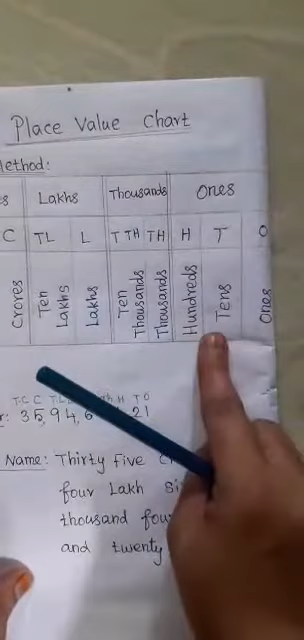 Place Value Chart
Method:
s Lakhs Thousands Ones
C TL L T TH TH H T O
Crores Ten Lakhs Lakhs Ten Thousands Thousands Hundreds Tens Ones
T.C C T.L H T O
r: 35,94,6 21
Name: Thirty Five
four Lakh
thousand
and twenty